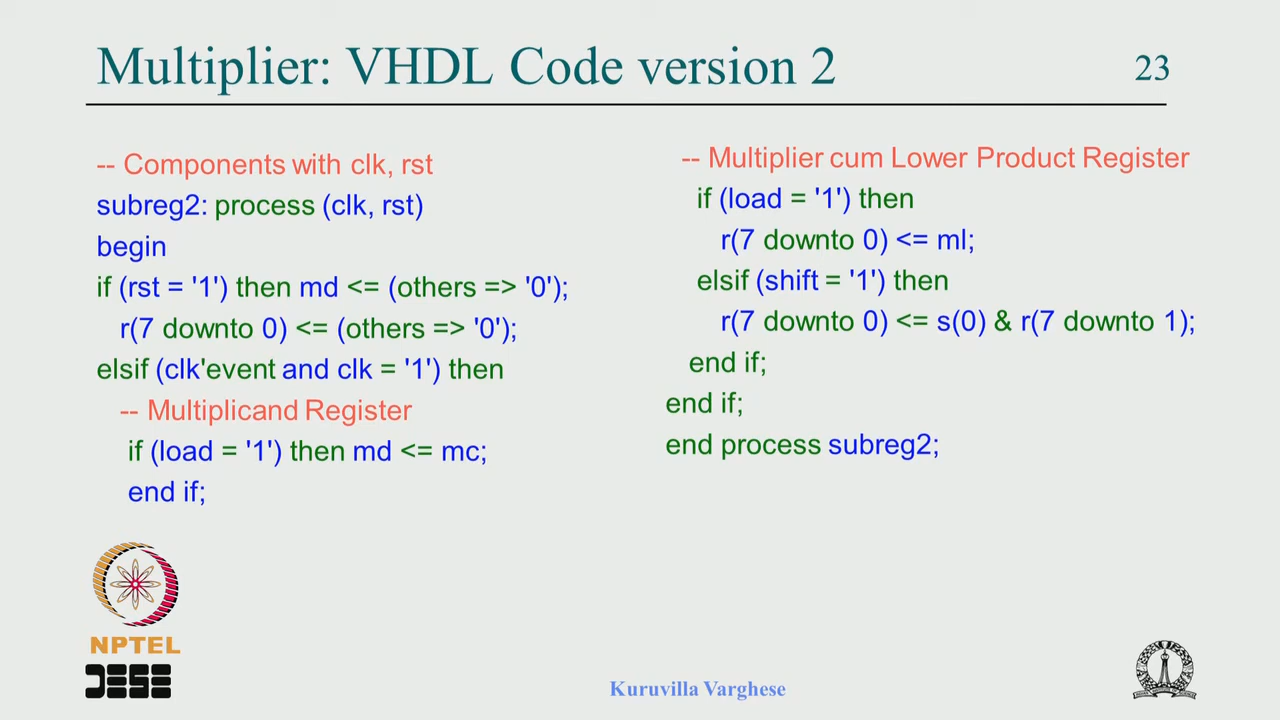 Multiplier: VHDL Code version 2
23
-- Components with clk, rst
subreg2: process (clk, rst)
begin
if (rst = '1') then md <= (others => '0');
r(7 downto 0) <= (others => '0');
elsif (clk'event and clk = '1') then
-- Multiplicand Register
if (load = '1') then md <= mc;
end if;
-- Multiplier cum Lower Product Register
if (load = '1') then
r(7 downto 0) <= ml;
elsif (shift = '1') then
r(7 downto 0) <= s(0) & r(7 downto 1);
end if;
end if;
end process subreg2;
NPTEL
DESE
Kuruvilla Varghese